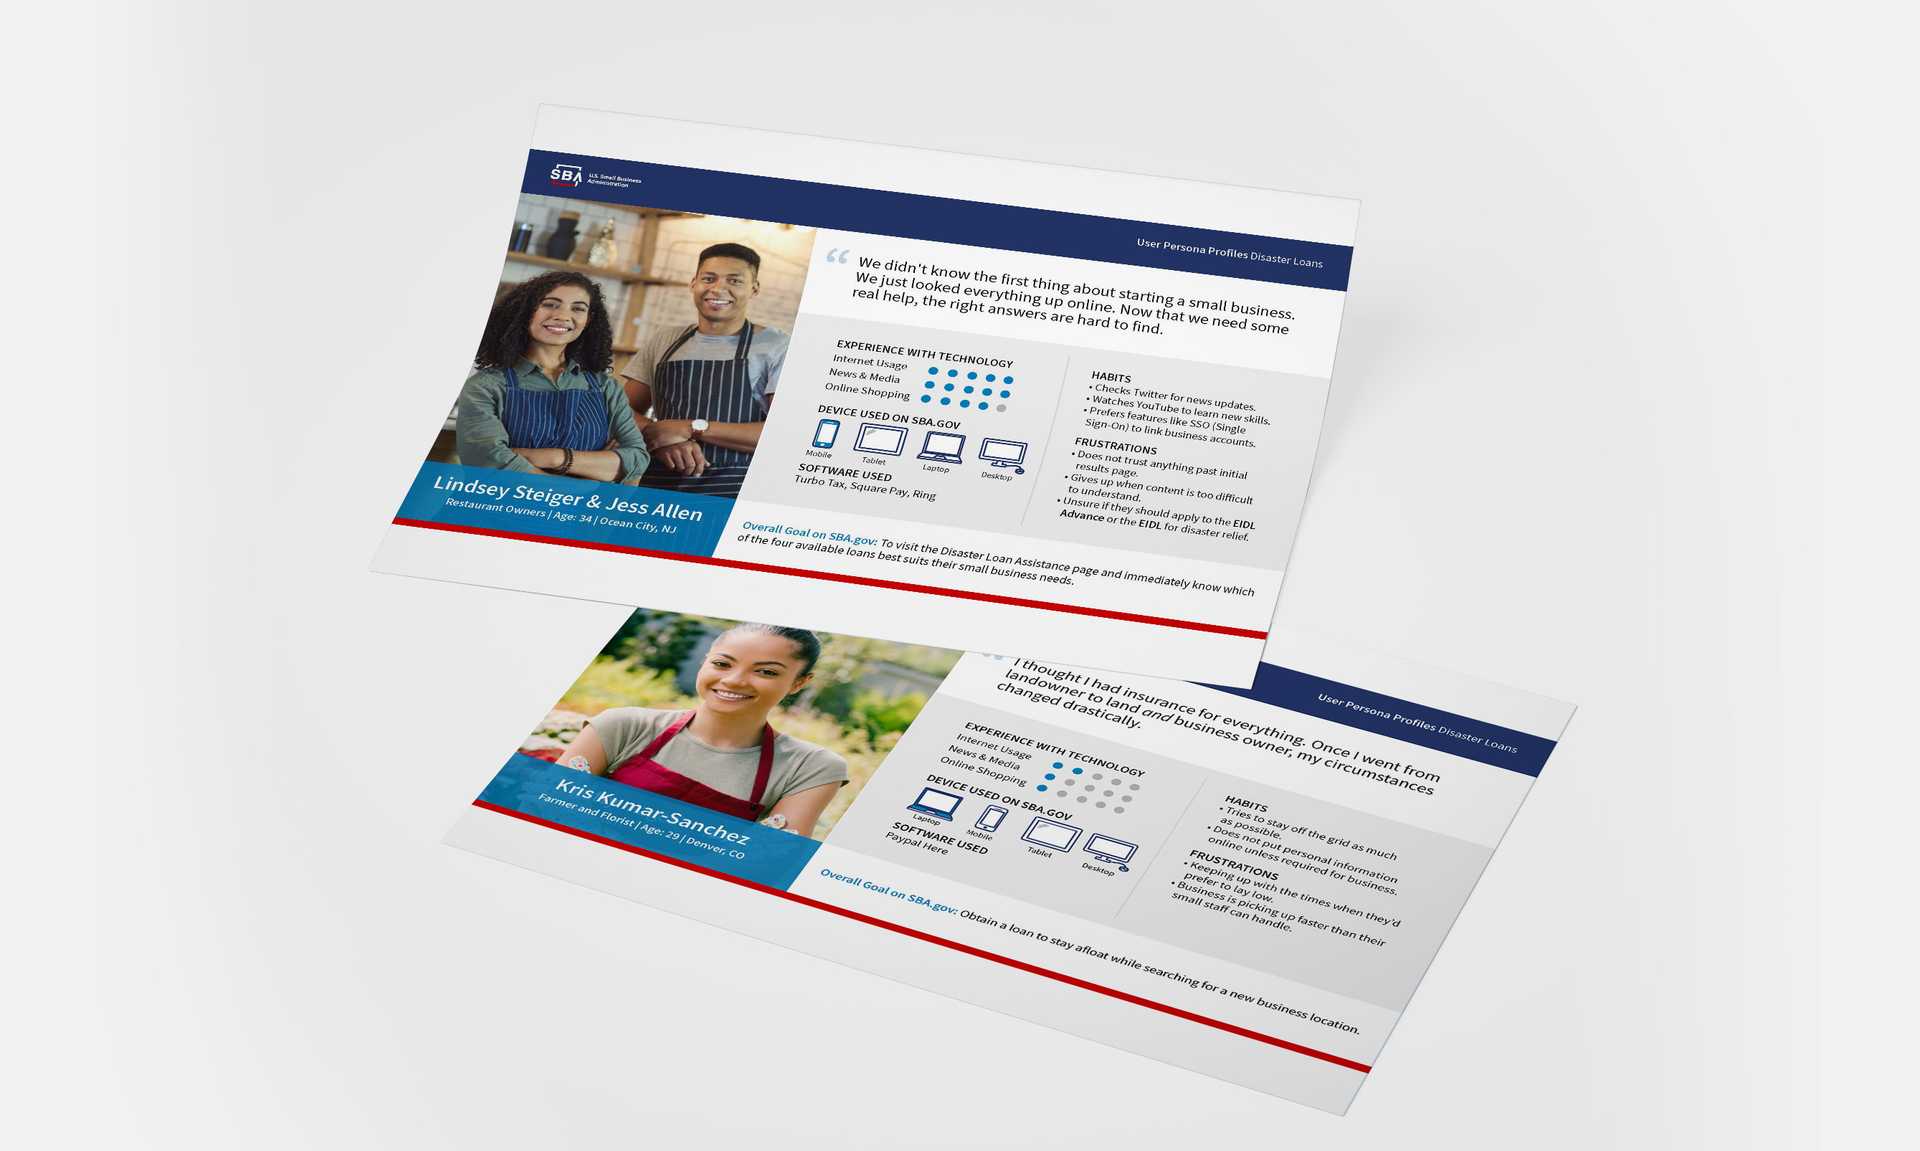 SBA
U.S. Small Business
Administration
User Persona Profiles Disaster Loans
“ We didn't know the first thing about starting a small business.
We just looked everything up online. Now that we need some
real help, the right answers are hard to find.
EXPERIENCE WITH TECHNOLOGY
Internet Usage
News & Media
Online Shopping
DEVICE USED ON SBA.GOV
Mobile
Tablet
Laptop
Desktop
SOFTWARE USED
Turbo Tax, Square Pay, Ring
HABITS
• Checks Twitter for news updates.
• Watches YouTube to learn new skills.
• Prefers features like SSO (Single
Sign-On) to link business accounts.
FRUSTRATIONS
• Does not trust anything past initial
results page.
• Gives up when content is too difficult
to understand.
• Unsure if they should apply to the EIDL
Advance or the EIDL for disaster relief.
Lindsey Steiger & Jess Allen
Restaurant Owners | Age: 34 | Ocean City, NJ
Overall Goal on SBA.gov: To visit the Disaster Loan Assistance page and immediately know which
of the four available loans best suits their small business needs.
User Persona Profiles Disaster Loans
I thought I had insurance for everything. Once I went from
landowner to land and business owner, my circumstances
changed drastically.
EXPERIENCE WITH TECHNOLOGY
Internet Usage
News & Media
Online Shopping
DEVICE USED ON SBA.GOV
Laptop
Mobile
Tablet
Desktop
SOFTWARE USED
Paypal Here
HABITS
• Tries to stay off the grid as much
as possible.
• Does not put personal information
online unless required for business.
FRUSTRATIONS
• Keeping up with the times when they'd
prefer to lay low.
• Business is picking up faster than their
small staff can handle.
Kris Kumar-Sanchez
Farmer and Florist | Age: 29 | Denver, CO
Overall Goal on SBA.gov: Obtain a loan to stay afloat while searching for a new business location.